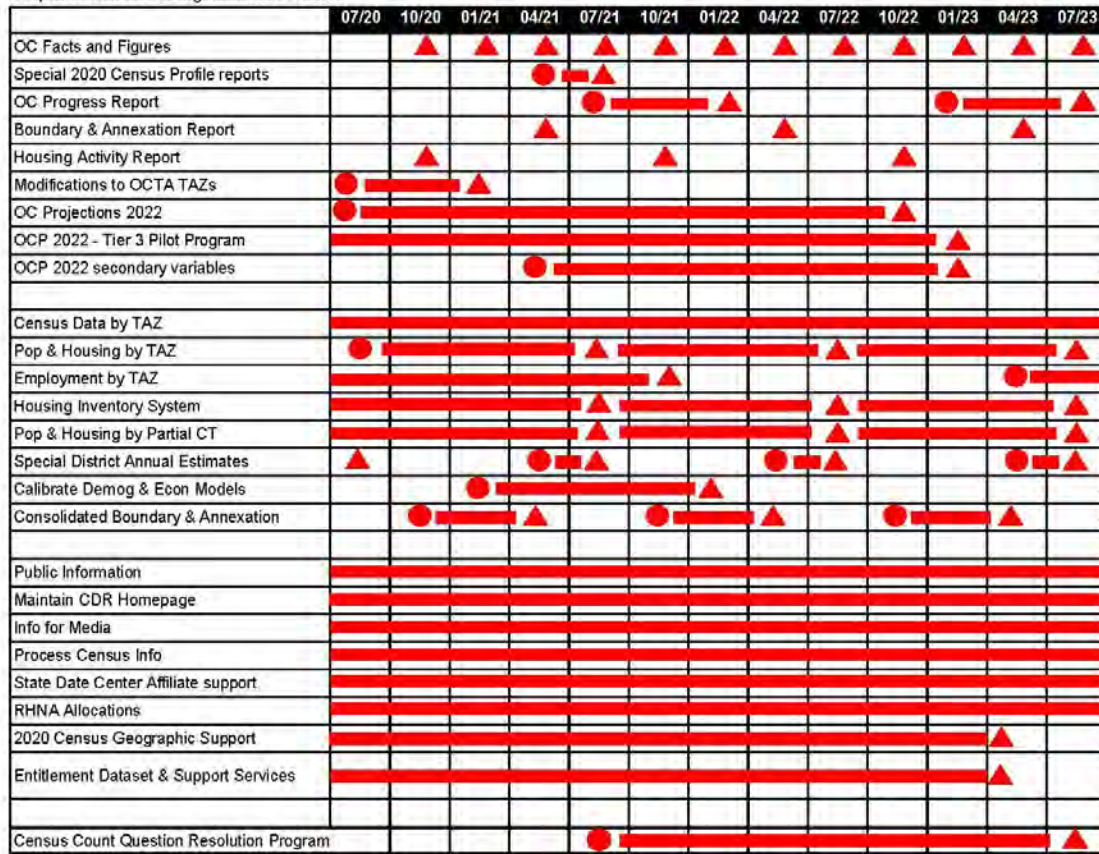 07/20 10/20 01/21 04/21 07/21 10/21 01/22 04/22 07/22 10/22 01/23 04/23 07/23
OC Facts and Figures
Special 2020 Census Profile reports
OC Progress Report
Boundary & Annexation Report
Housing Activity Report
Modifications to OCTA TAZs
OC Projections 2022
OCP 2022 - Tier 3 Pilot Program
OCP 2022 secondary variables
Census Data by TAZ
Pop & Housing by TAZ
Employment by TAZ
Housing Inventory System
Pop & Housing by Partial CT
Special District Annual Estimates
Calibrate Demog & Econ Models
Consolidated Boundary & Annexation
Public Information
Maintain CDR Homepage
Info for Media
Process Census Info
State Date Center Affiliate support
RHNA Allocations
2020 Census Geographic Support
Entitlement Dataset & Support Services
Census Count Question Resolution Program